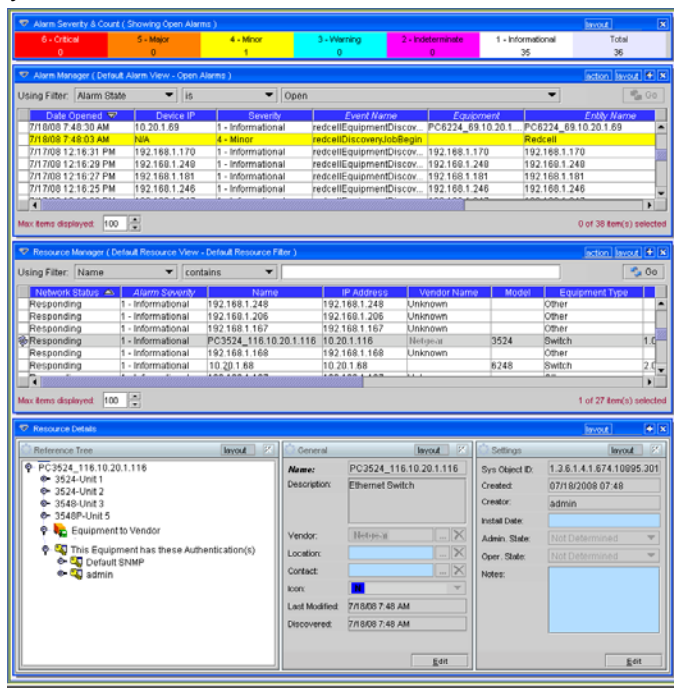 Alarm Severity & Count ( Showing Open Alarms ) layout
6 - Critical 5 - Major 4 - Minor 3 - Warning 2 - Indeterminate 1 - Informational Total
0 0 1 0 0 35 36
Alarm Manager ( Default Alarm View - Open Alarms ) action layout
Using Filter: Alarm State is Open Go
Date Opened Device IP Severity Event Name Equipment Entity Name
7/18/08 7:48:30 AM 10.20.1.69 1 - Informational redcellEquipmentDiscov... PC6224_69.10.20.1.... PC6224_69.10.20.1.69
7/18/08 7:48:03 AM N/A 4 - Minor redcellDiscoveryJobBegin Redcell
7/17/08 12:16:31 PM 192.168.1.170 1 - Informational redcellEquipmentDiscov... 192.168.1.170 192.168.1.170
7/17/08 12:16:29 PM 192.168.1.248 1 - Informational redcellEquipmentDiscov... 192.168.1.248 192.168.1.248
7/17/08 12:16:27 PM 192.168.1.181 1 - Informational redcellEquipmentDiscov... 192.168.1.181 192.168.1.181
7/17/08 12:16:25 PM 192.168.1.246 1 - Informational redcellEquipmentDiscov... 192.168.1.246 192.168.1.246
Max items displayed: 100 0 of 38 item(s) selected
Resource Manager ( Default Resource View - Default Resource Filter ) action layout
Using Filter: Name contains Go
Network Status Alarm Severity Name IP Address Vendor Name Model Equipment Type
Responding 1 - Informational 192.168.1.248 192.168.1.248 Unknown Other
Responding 1 - Informational 192.168.1.206 192.168.1.206 Unknown Other
Responding 1 - Informational 192.168.1.167 192.168.1.167 Unknown Other
Responding 1 - Informational PC3524_116.10.20.1.116 10.20.1.116 Netgear 3524 Switch 1.0
Responding 1 - Informational 192.168.1.168 192.168.1.168 Unknown Other
Responding 1 - Informational 10.20.1.68 10.20.1.68 6248 Switch 2.0
Max items displayed: 100 1 of 27 item(s) selected
Resource Details layout
Reference Tree layout
PC3524_116.10.20.1.116
3524-Unit 1
3524-Unit 2
3548-Unit 3
3548P-Unit 5
Equipment to Vendor
This Equipment has these Authentication(s)
Default SNMP
admin
General layout
Name: PC3524_116.10.20.1.116
Description: Ethernet Switch
Vendor: Netgear ...
Location: ...
Contact: ...
Icon:
Last Modified: 7/18/08 7:48 AM
Discovered: 7/18/08 7:48 AM
Edit
Settings layout
Sys Object ID: 1.3.6.1.4.1.674.10895.301
Created: 07/18/2008 07:48
Creator: admin
Install Date:
Admin. State: Not Determined
Oper. State: Not Determined
Notes:
Edit